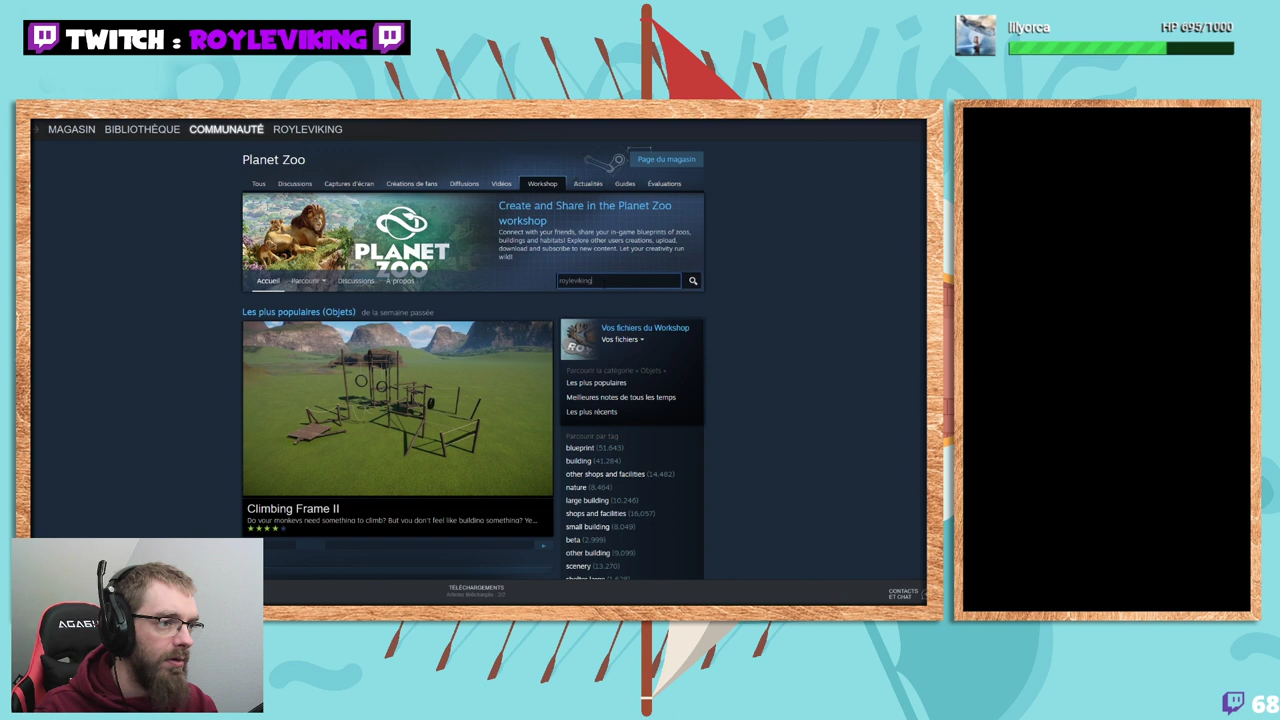 TWITCH : ROYLEVIKING
lilyorca HP 695/1000
MAGASIN BIBLIOTHÈQUE COMMUNAUTÉ ROYLEVIKING
Planet Zoo
Page du magasin
Tous Discussions Captures d'écran Créations de fans Diffusions Vidéos Workshop Actualités Guides Évaluations
Create and Share in the Planet Zoo
workshop
Connect with your friends, share your in-game blueprints of zoos,
buildings and habitats! Explore other users creations, upload,
download and subscribe to new content. Let your creativity run
wild!
PLANET
ZOO
Accueil Parcourir Discussions À propos
royleviking
Les plus populaires (Objets) de la semaine passée
Vos fichiers du Workshop
Vos fichiers
Parcourir la catégorie « Objets »
Les plus populaires
Meilleures notes de tous les temps
Les plus récents
Parcourir par tag
blueprint (51,643)
building (41,284)
other shops and facilities (14,482)
nature (8,464)
large building (10,246)
shops and facilities (16,057)
small building (8,049)
beta (2,999)
other building (9,099)
scenery (13,270)
Climbing Frame II
Do your monkeys need something to climb? But you don't feel like building something? Ye...
TÉLÉCHARGEMENTS
CONTACTS
ET CHAT
68